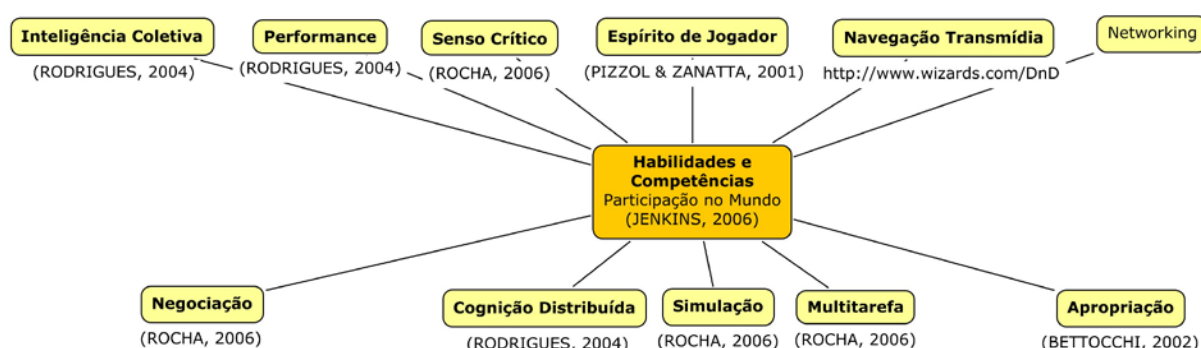 Inteligência Coletiva
(RODRIGUES, 2004)
Performance
(RODRIGUES, 2004)
Senso Crítico
(ROCHA, 2006)
Espírito de Jogador
(PIZZOL & ZANATTA, 2001)
Navegação Transmídia
http://www.wizards.com/DnD
Networking
Habilidades e
Competências
Participação no Mundo
(JENKINS, 2006)
Negociação
(ROCHA, 2006)
Cognição Distribuída
(RODRIGUES, 2004)
Simulação
(ROCHA, 2006)
Multitarefa
(ROCHA, 2006)
Apropriação
(BETTOCCHI, 2002)